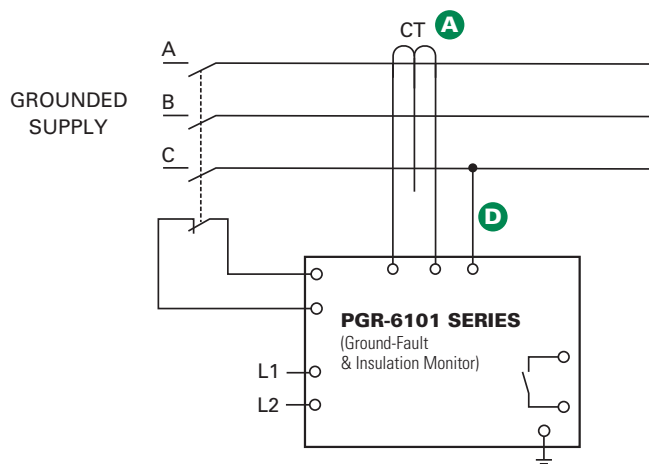 CT A
A
GROUNDED
SUPPLY
B
C
D
PGR-6101 SERIES
(Ground-Fault
& Insulation Monitor)
L1
L2